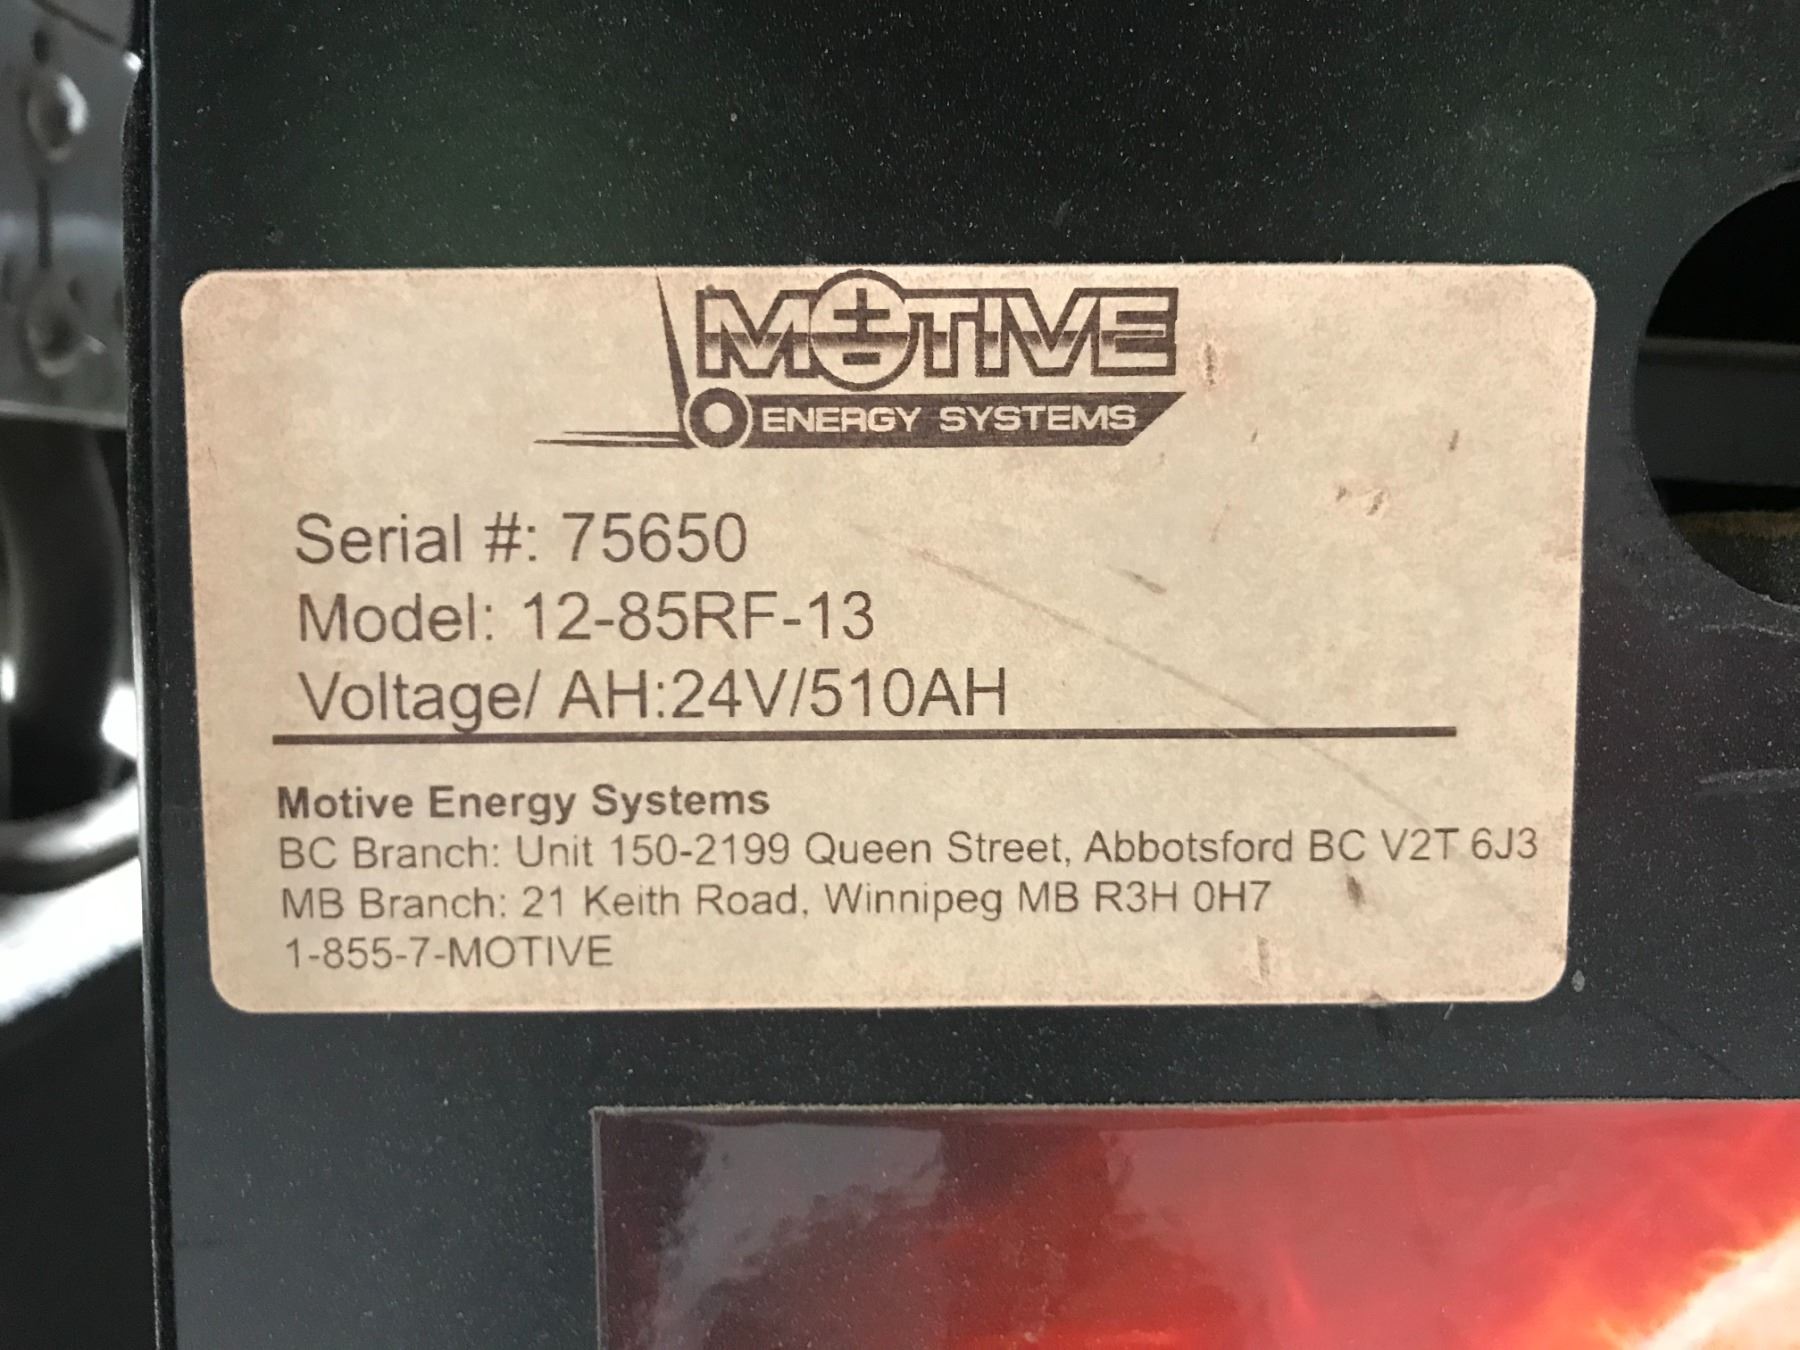 MOTIVE
ENERGY SYSTEMS
Serial #: 75650
Model: 12-85RF-13
Voltage/ AH:24V/510AH
Motive Energy Systems
BC Branch: Unit 150-2199 Queen Street, Abbotsford BC V2T 6J3
MB Branch: 21 Keith Road, Winnipeg MB R3H 0H7
1-855-7-MOTIVE